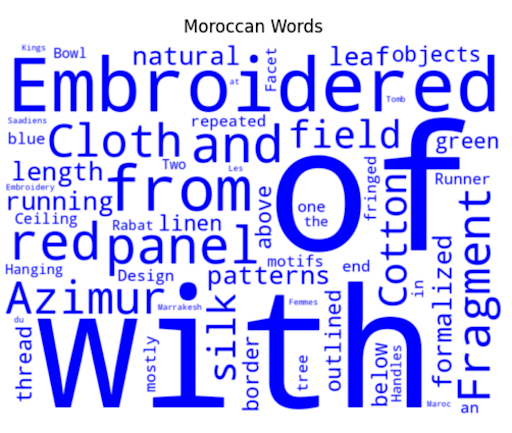 Moroccan Words
Kings
Bowl
natural
Facet
leaf
objects
Embroidered
at
Tomb
Saadiens
repeated
blue
Cloth
and
field
of
green
length
Two
Les
Embroidery
from
running
above
one
the
fringed
Cotton
Runner
Ceiling
Rabat
linen
red
panel
motifs
end
Hanging
Design
patterns
in
formalized
Fragment
Azimur
Marrakesh
silk
Femmes
outlined
du
with
thread
mostly
border
tree
below
Handles
Maroc
an